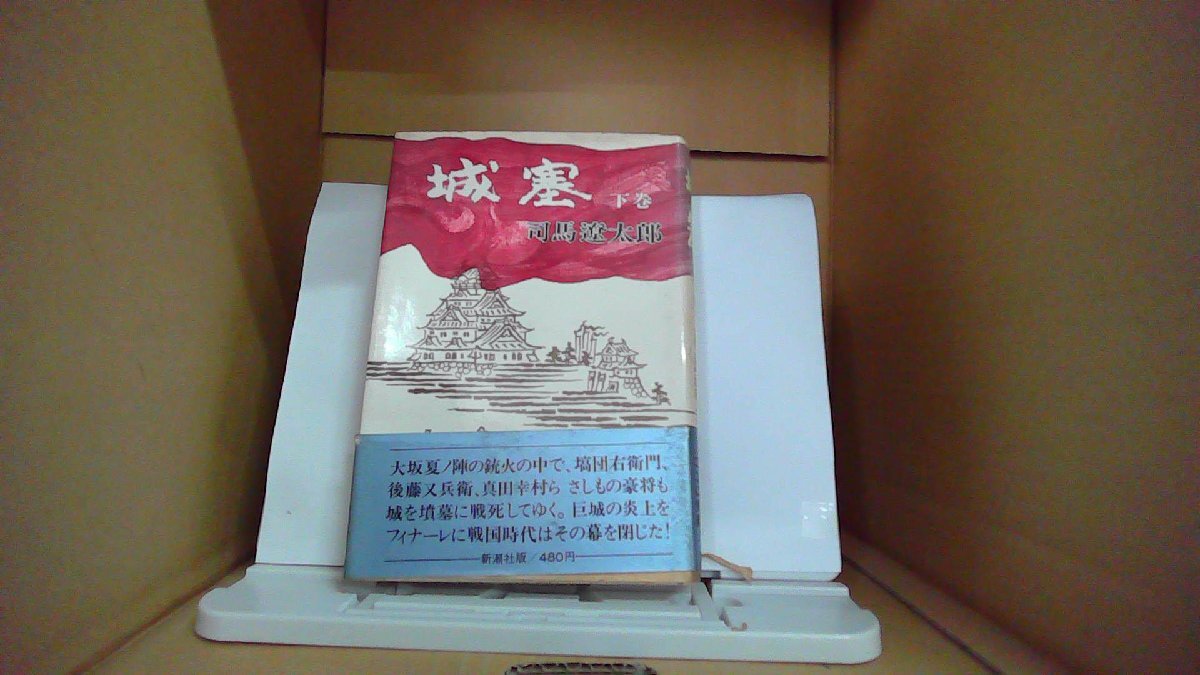 城塞 下巻
司馬遼太郎
大坂夏ノ陣の銃火の中で、塙団右衛門、
後藤又兵衛、真田幸村ら さしもの豪将も
城を墳墓に戦死してゆく。巨城の炎上を
フィナーレに戦国時代はその幕を閉じた!
新潮社版/480円